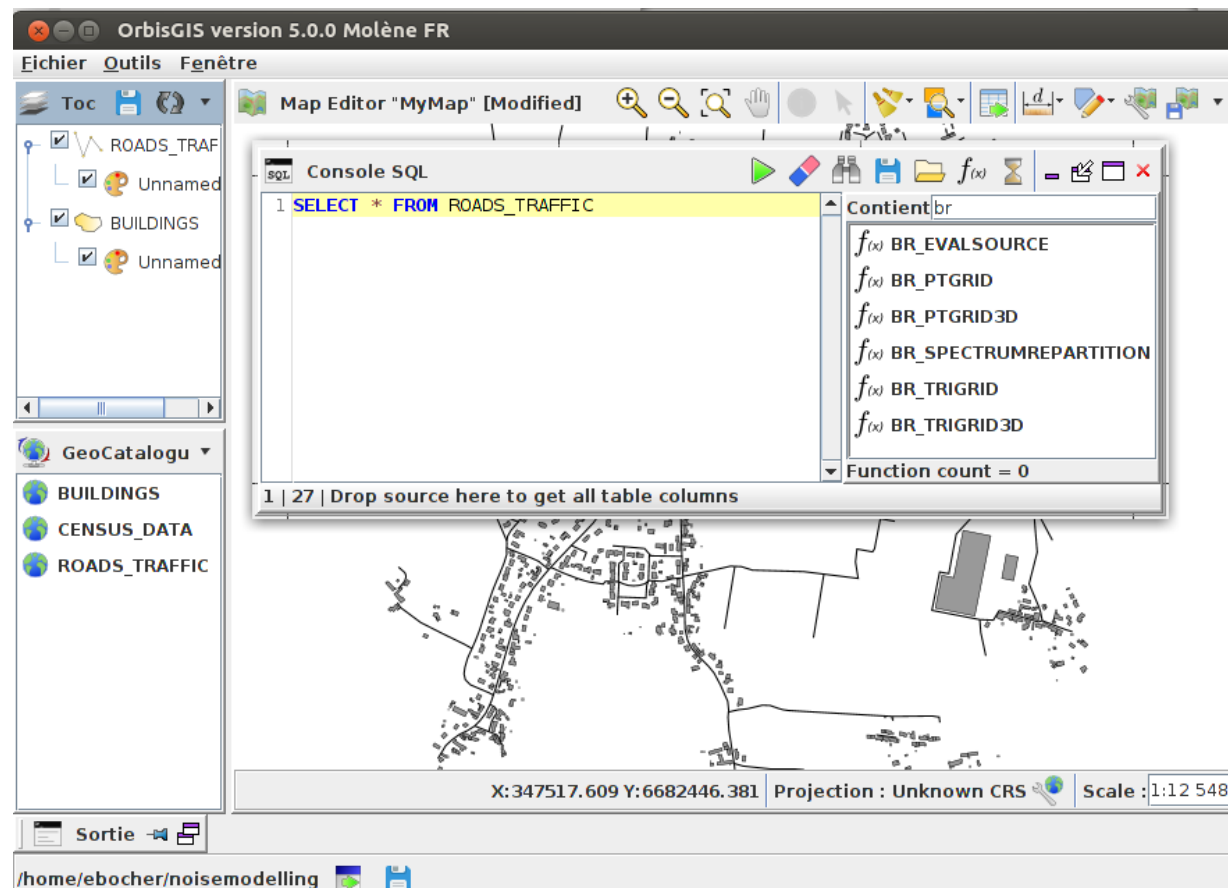 OrbisGIS version 5.0.0 Molène FR
Fichier Outils Fenêtre
Toc
Map Editor "MyMap" [Modified]
ROADS_TRAF
Unnamed
BUILDINGS
Unnamed
SQL Console SQL
1 SELECT * FROM ROADS_TRAFFIC
Contient br
f(x) BR_EVALSOURCE
f(x) BR_PTGRID
f(x) BR_PTGRID3D
f(x) BR_SPECTRUMREPARTITION
f(x) BR_TRIGRID
f(x) BR_TRIGRID3D
Function count = 0
1 | 27 | Drop source here to get all table columns
GeoCatalogu
BUILDINGS
CENSUS_DATA
ROADS_TRAFFIC
X:347517.609 Y:6682446.381 Projection : Unknown CRS Scale : 1:12 548
Sortie
/home/ebocher/noisemodelling